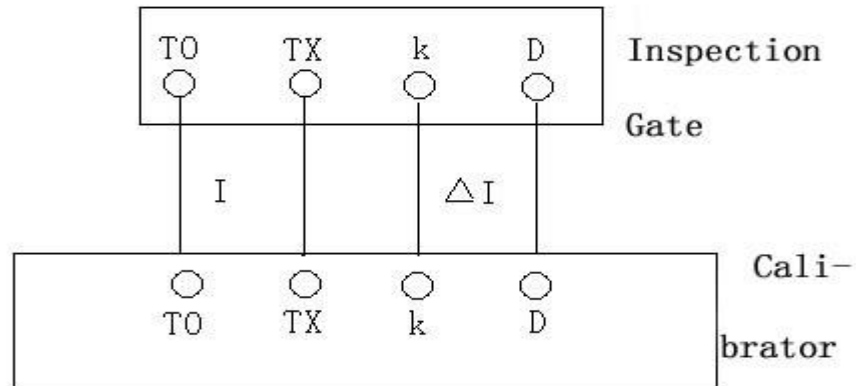 TO TX k D
Inspection
Gate
I △I
Cali-
TO TX k D
brator